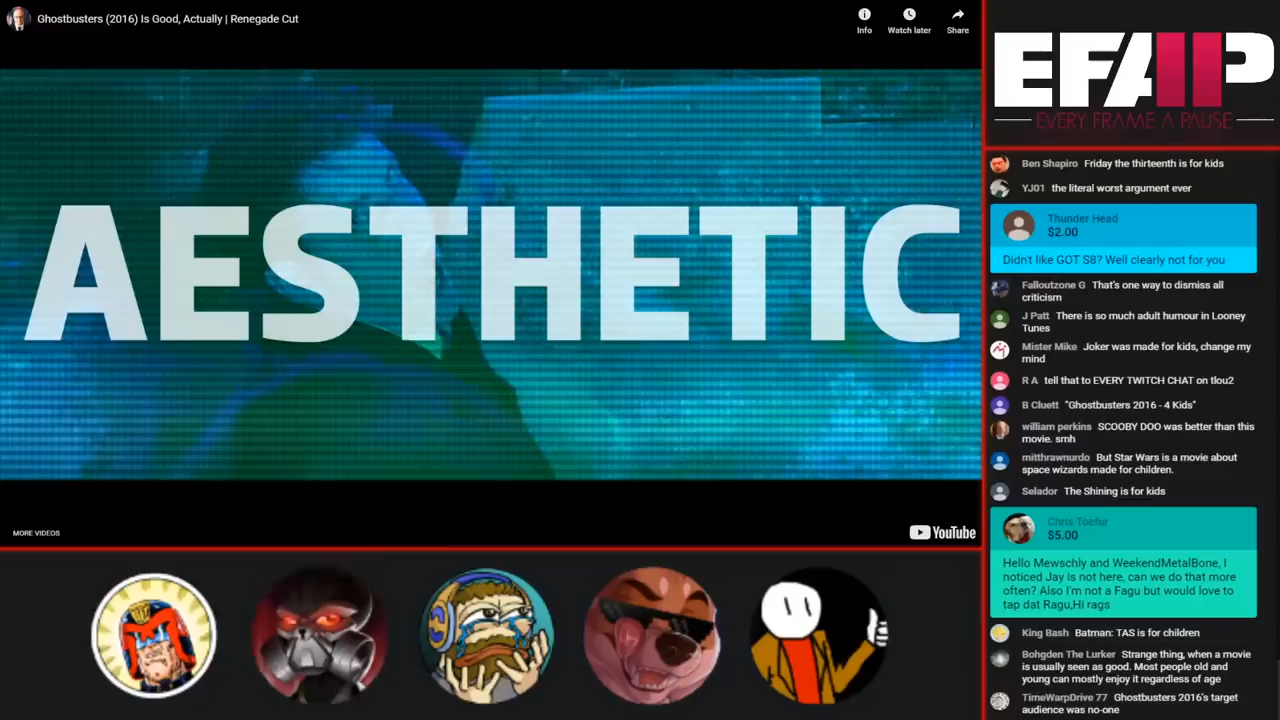 Ghostbusters (2016) Is Good, Actually | Renegade Cut
Info
Watch later
Share
AESTHETIC
MORE VIDEOS
YouTube
EFAP
EVERY FRAME A PAUSE
Ben Shapiro Friday the thirteenth is for kids
YJ01 the literal worst argument ever
Thunder Head
$2.00
Didn't like GOT S8? Well clearly not for you
Falloutzone G That's one way to dismiss all
criticism
J Patt There is so much adult humour in Looney
Tunes
Mister Mike Joker was made for kids, change my
mind
R A tell that to EVERY TWITCH CHAT on tlou2
B Cluett "Ghostbusters 2016 - 4 Kids"
william perkins SCOOBY DOO was better than this
movie. smh
mitthrawnurdo But Star Wars is a movie about
space wizards made for children.
Selador The Shining is for kids
Chris Toefur
$5.00
Hello Mewschly and WeekendMetalBone, I
noticed Jay is not here, can we do that more
often? Also I'm not a Fagu but would love to
tap dat Ragu,Hi rags
King Bash Batman: TAS is for children
Bohgden The Lurker Strange thing, when a movie
is usually seen as good. Most people old and
young can mostly enjoy it regardless of age
TimeWarpDrive 77 Ghostbusters 2016's target
audience was no-one